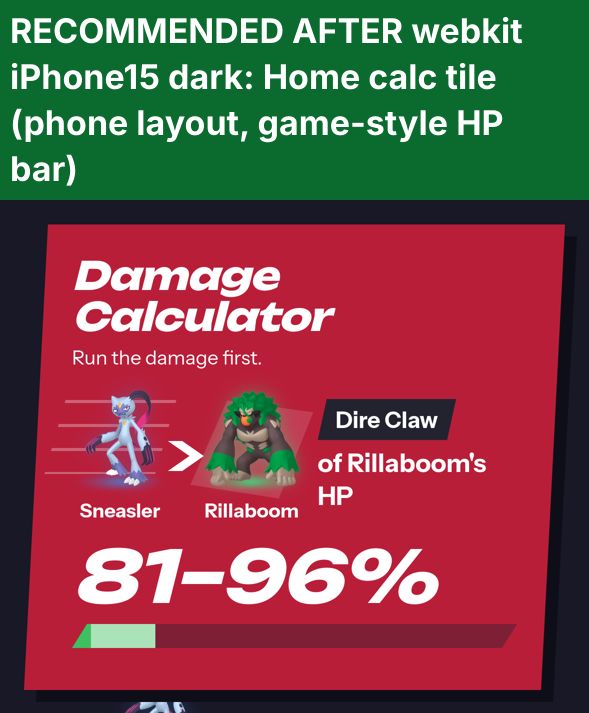 RECOMMENDED AFTER webkit
iPhone15 dark: Home calc tile
(phone layout, game-style HP
bar)
Damage
Calculator
Run the damage first.
Dire Claw
of Rillaboom's
HP
Sneasler
Rillaboom
81–96%